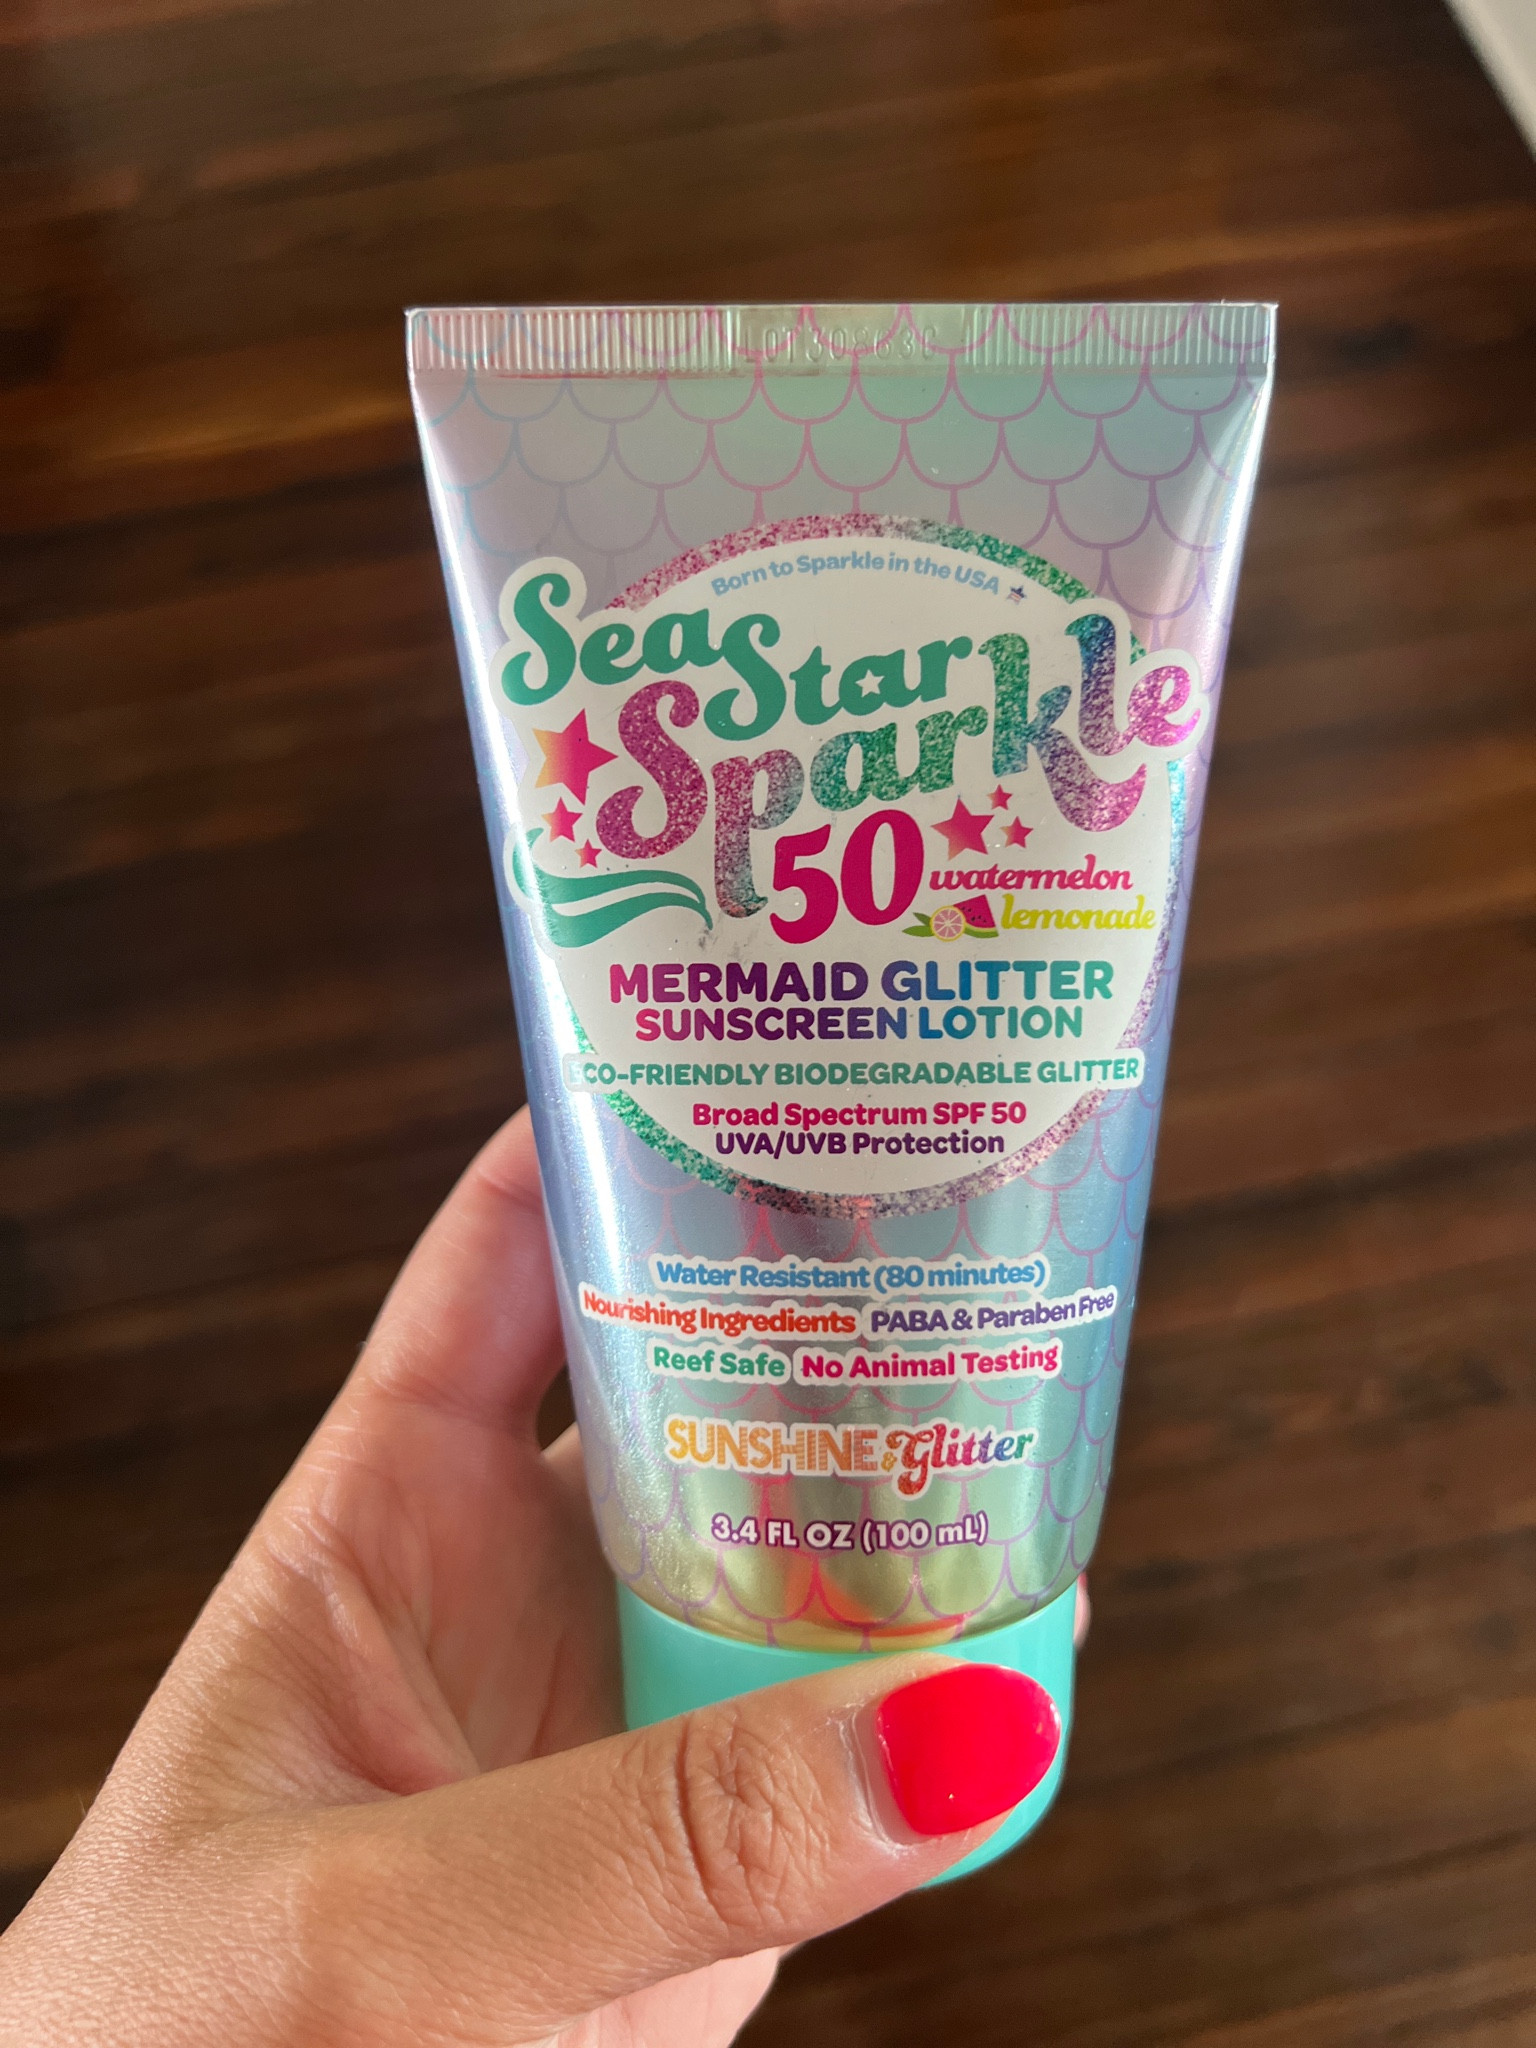 Born to Sparkle in the USA
Sea Star
Sparkle
50
watermelon
lemonade
MERMAID GLITTER
SUNSCREEN LOTION
ECO-FRIENDLY BIODEGRADABLE GLITTER
Broad Spectrum SPF 50
UVA/UVB Protection
Water Resistant (80 minutes)
Nourishing Ingredients PABA & Paraben Free
Reef Safe No Animal Testing
SUNSHINE & Glitter
3.4 FL OZ (100 mL)